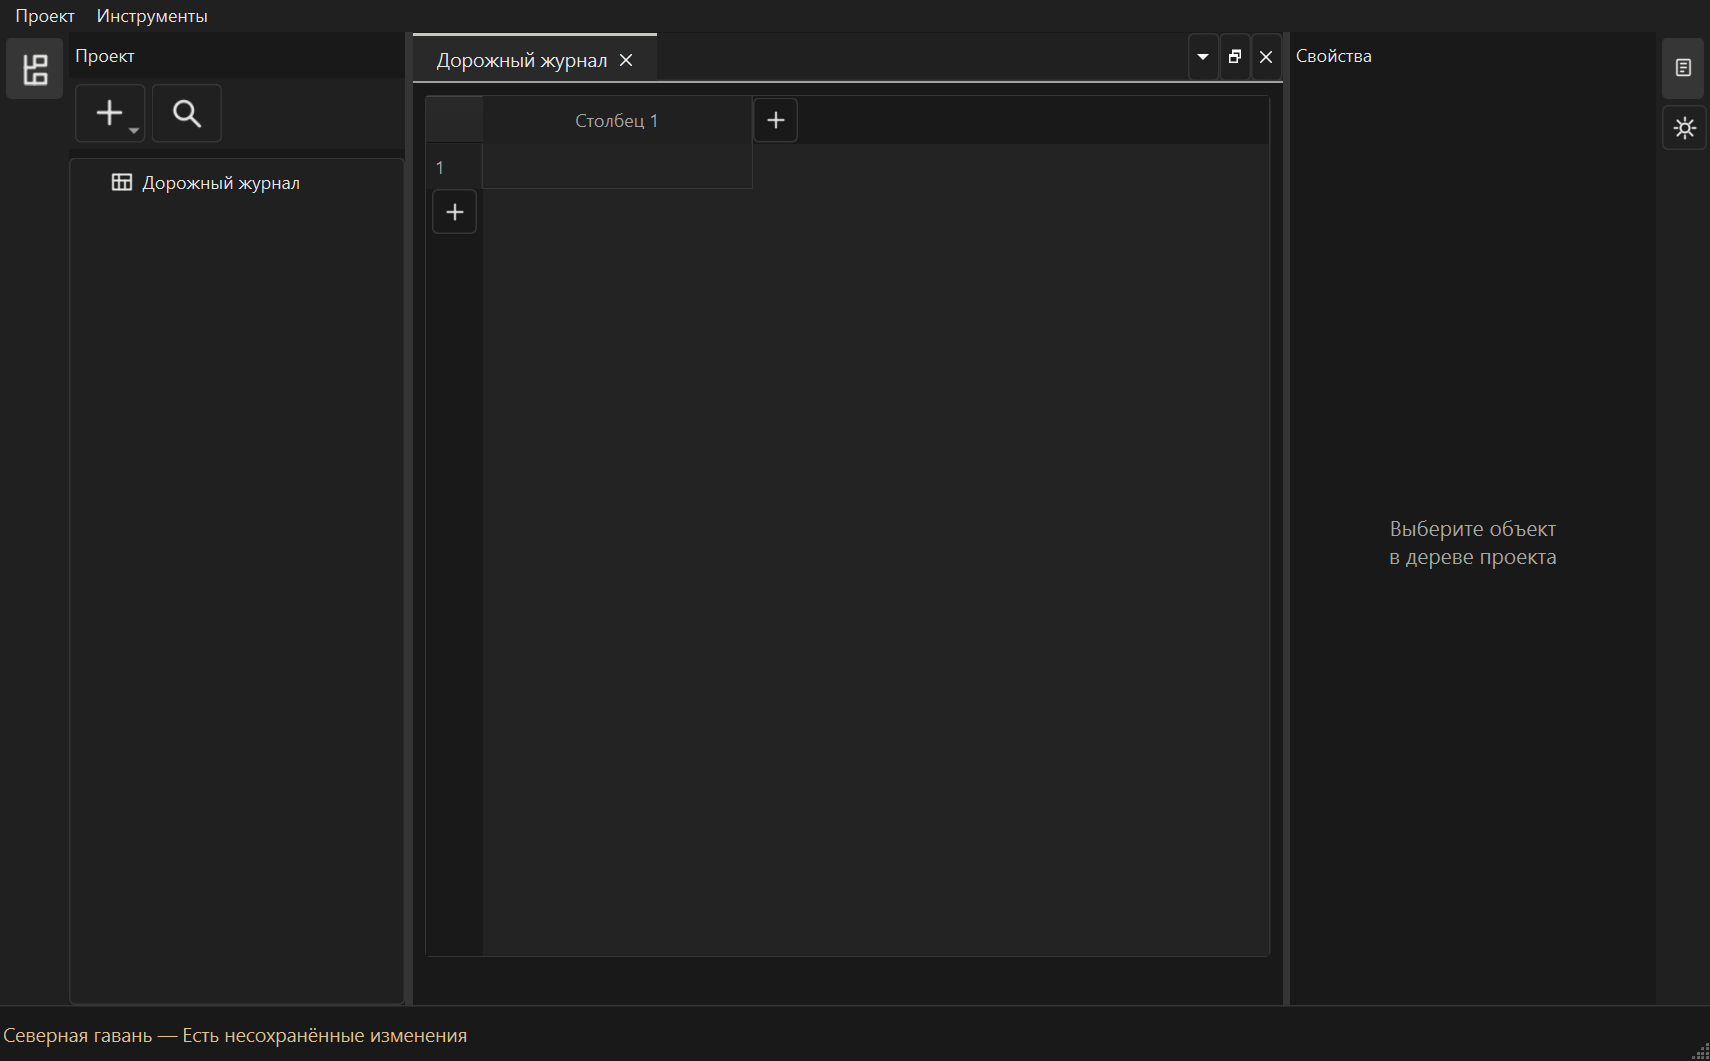 Проект Инструменты
Проект
Дорожный журнал
Дорожный журнал
Столбец 1
1
Свойства
Выберите объект
в дереве проекта
Северная гавань — Есть несохранённые изменения